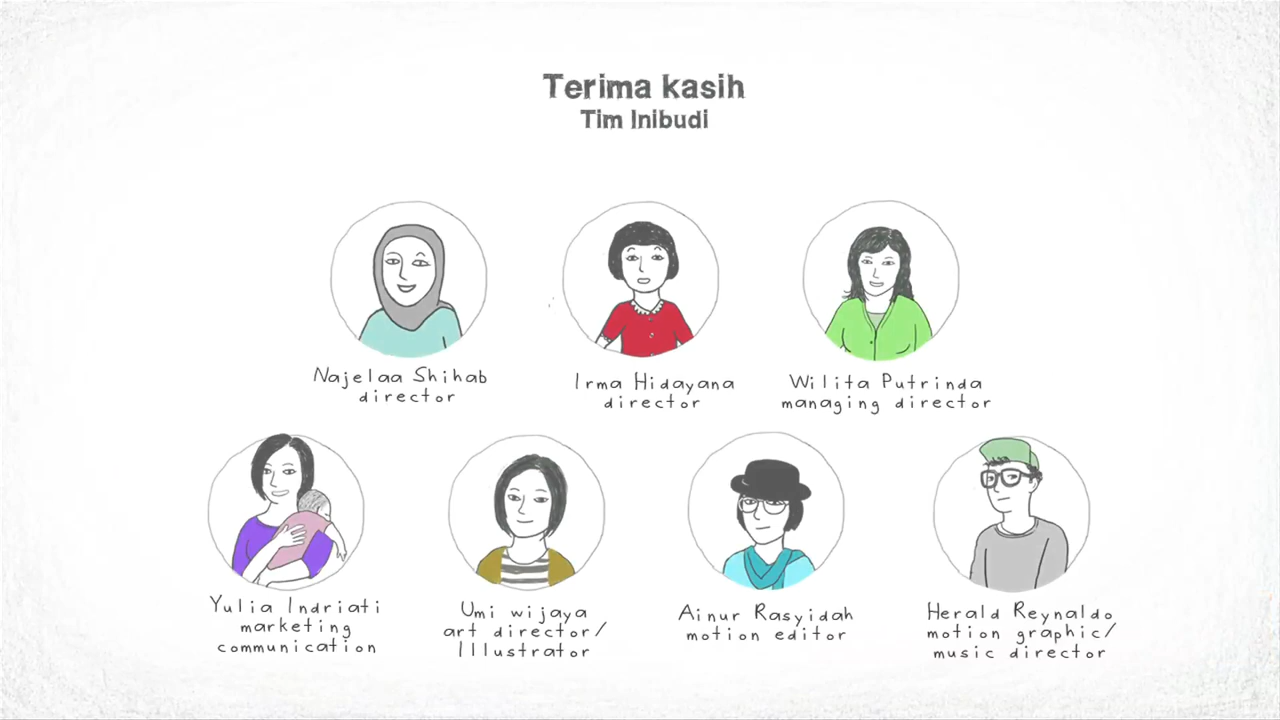 Terima kasih
Tim Inibudi
Najelaa Shihab
director
Irma Hidayana
director
Wilita Putrinda
managing director
Yulia Indriati
marketing
communication
Umi wijaya
art director/
Illustrator
Ainur Rasyidah
motion editor
Herald Reynaldo
motion graphic/
music director